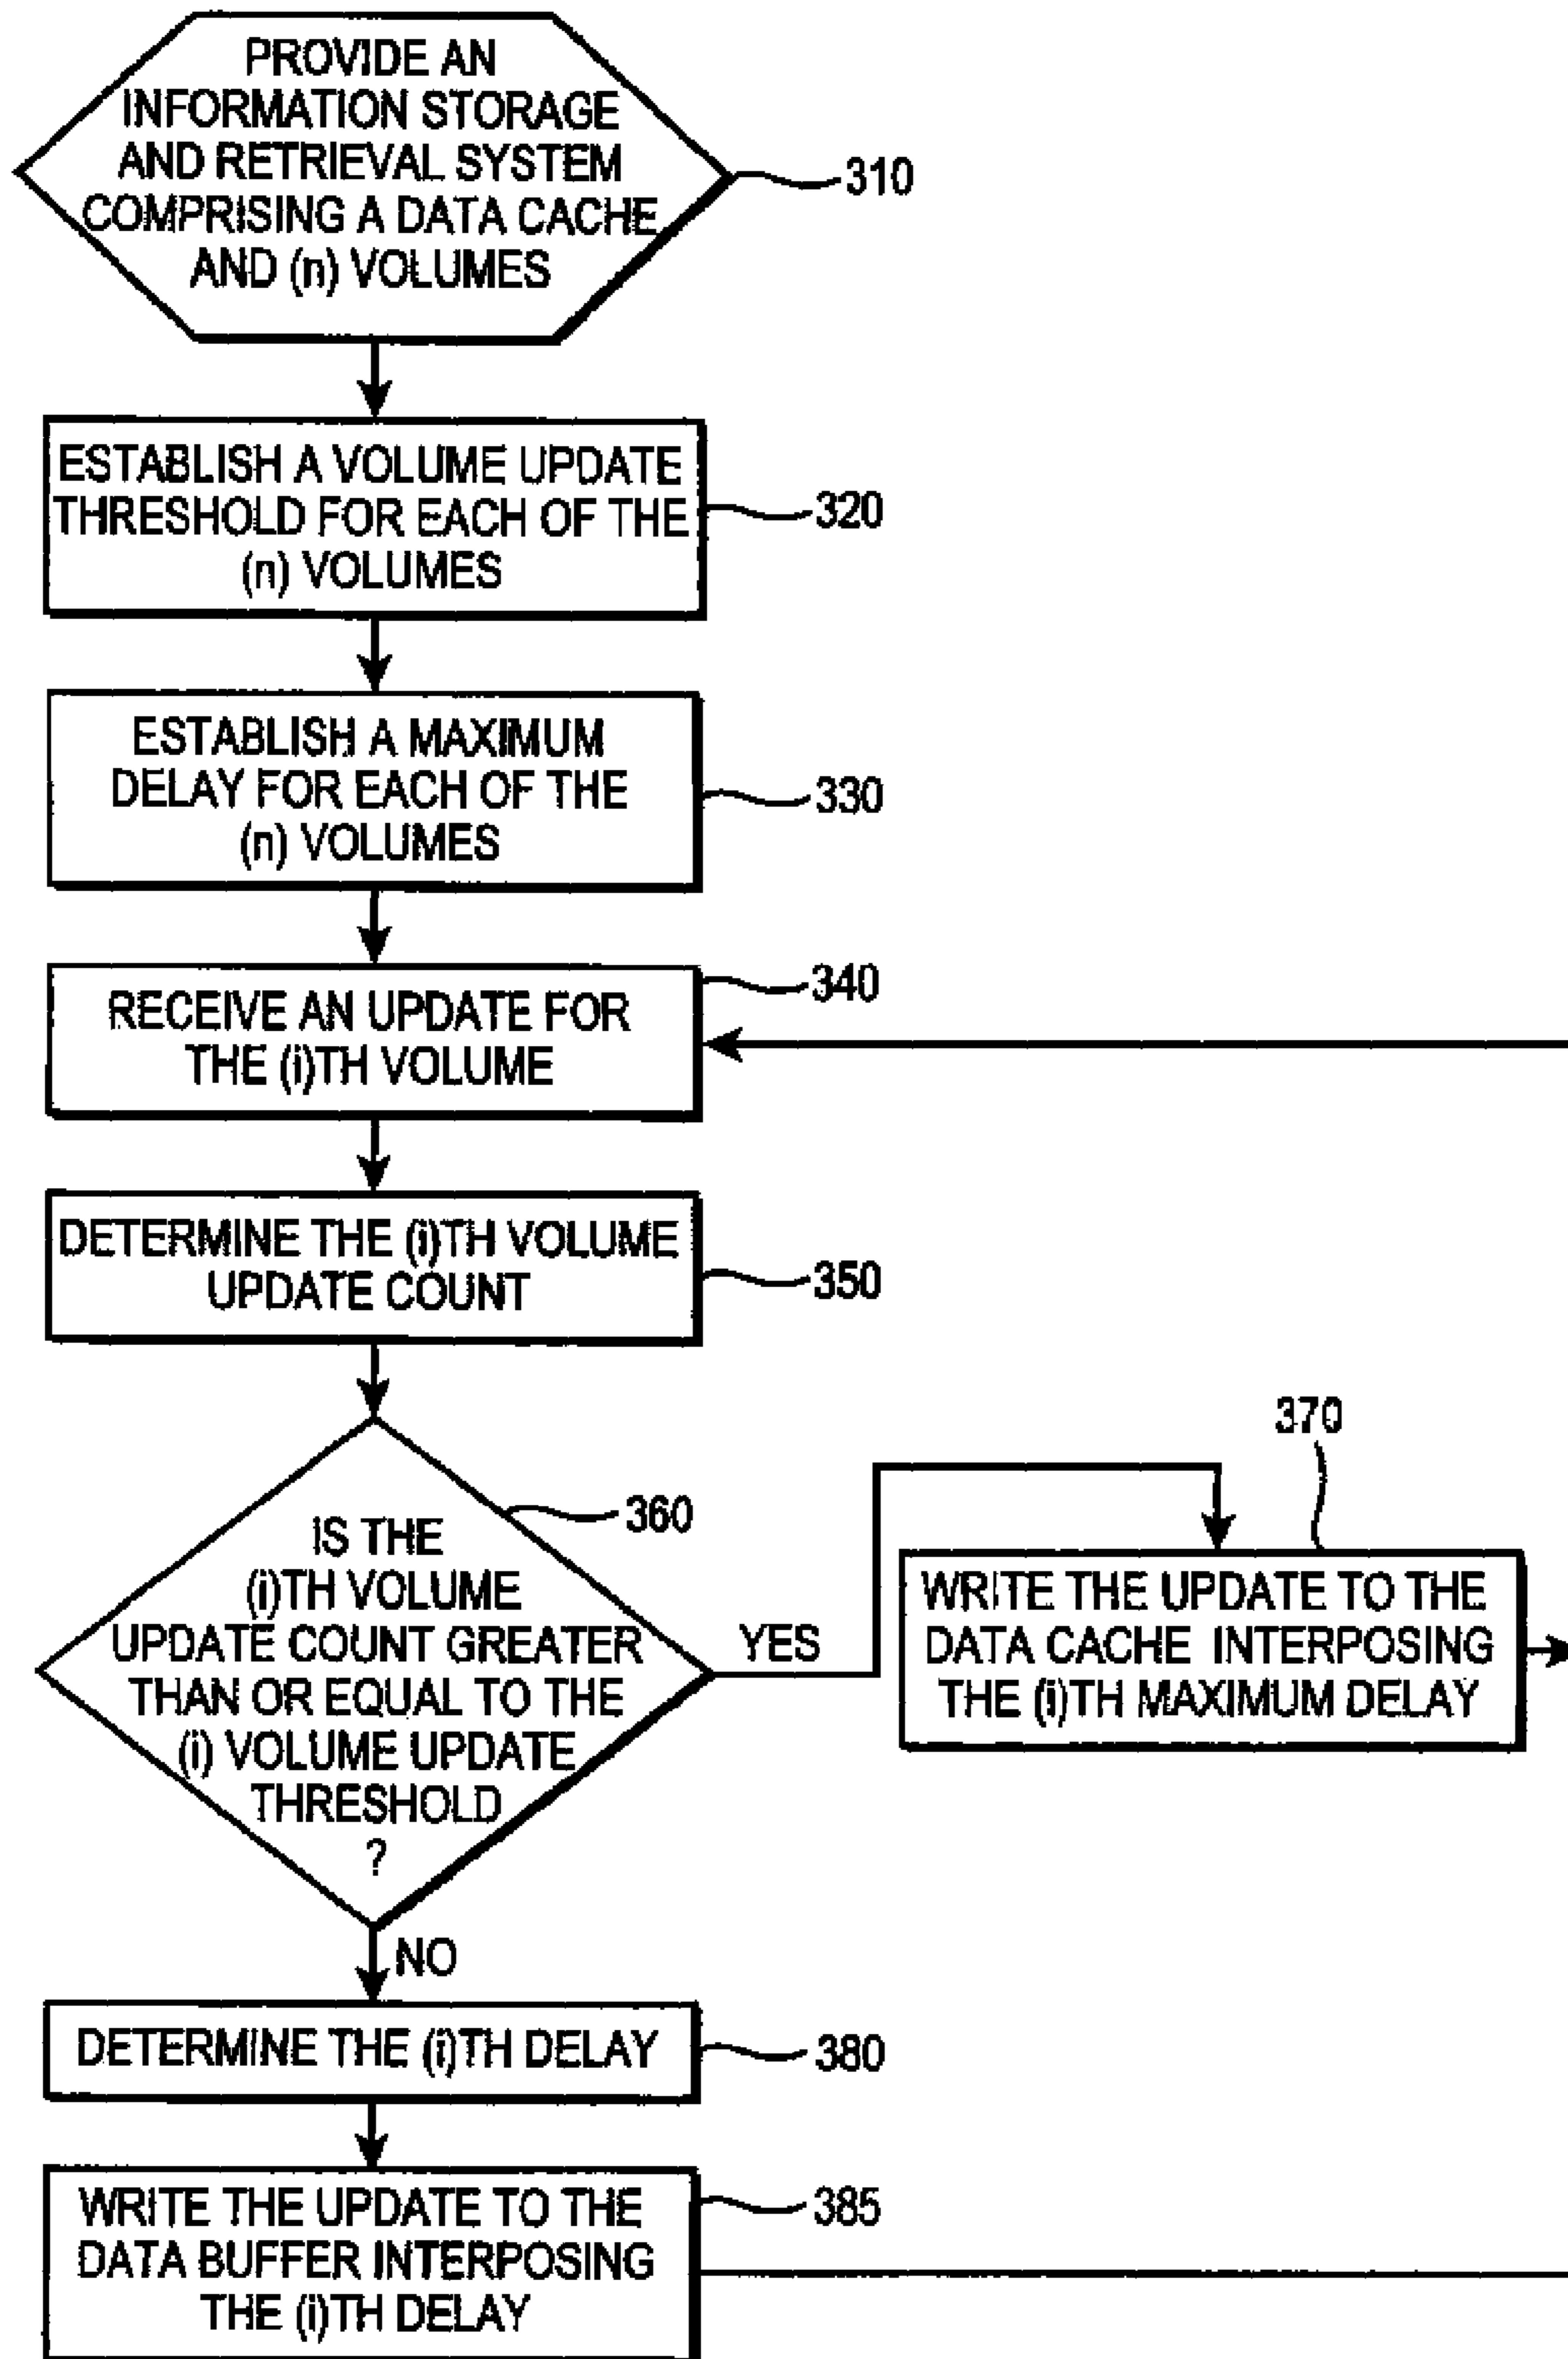 PROVIDE AN
INFORMATION STORAGE
AND RETRIEVAL SYSTEM
COMPRISING A DATA CACHE
AND (n) VOLUMES
310
ESTABLISH A VOLUME UPDATE
THRESHOLD FOR EACH OF THE
(n) VOLUMES
320
ESTABLISH A MAXIMUM
DELAY FOR EACH OF THE
(n) VOLUMES
330
RECEIVE AN UPDATE FOR
THE (i)TH VOLUME
340
DETERMINE THE (i)TH VOLUME
UPDATE COUNT
350
IS THE
(i)TH VOLUME
UPDATE COUNT GREATER
THAN OR EQUAL TO THE
(i) VOLUME UPDATE
THRESHOLD
?
360
YES
370
WRITE THE UPDATE TO THE
DATA CACHE INTERPOSING
THE (i)TH MAXIMUM DELAY
NO
DETERMINE THE (i)TH DELAY
380
WRITE THE UPDATE TO THE
DATA BUFFER INTERPOSING
THE (i)TH DELAY
385